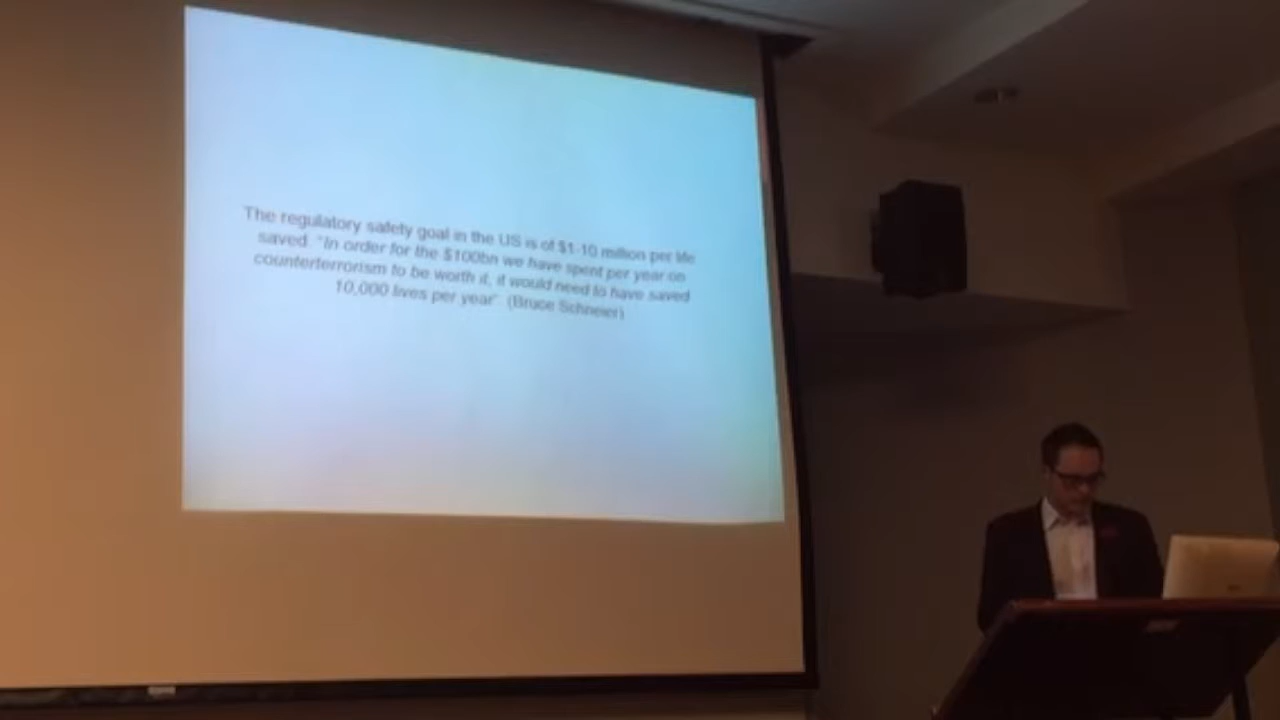 The regulatory safety goal in the US is of $1-10 million per life
saved. "In order for the $100bn we have spent per year on
counterterrorism to be worth it, it would need to have saved
10,000 lives per year" (Bruce Schneier)